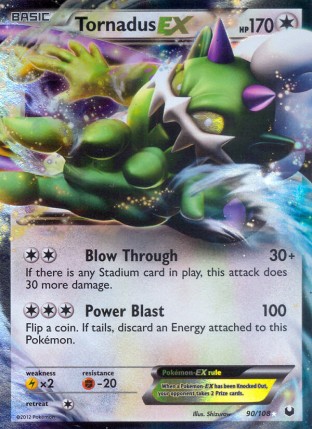 BASIC
Tornadus EX HP 170
Blow Through 30+
If there is any Stadium card in play, this attack does
30 more damage.
Power Blast 100
Flip a coin. If tails, discard an Energy attached to this
Pokémon.
weakness resistance
×2 -20
retreat
Pokémon-EX rule
When a Pokémon-EX has been Knocked Out,
your opponent takes 2 Prize cards.
©2012 Pokémon
Illus. Shizurow
90/108